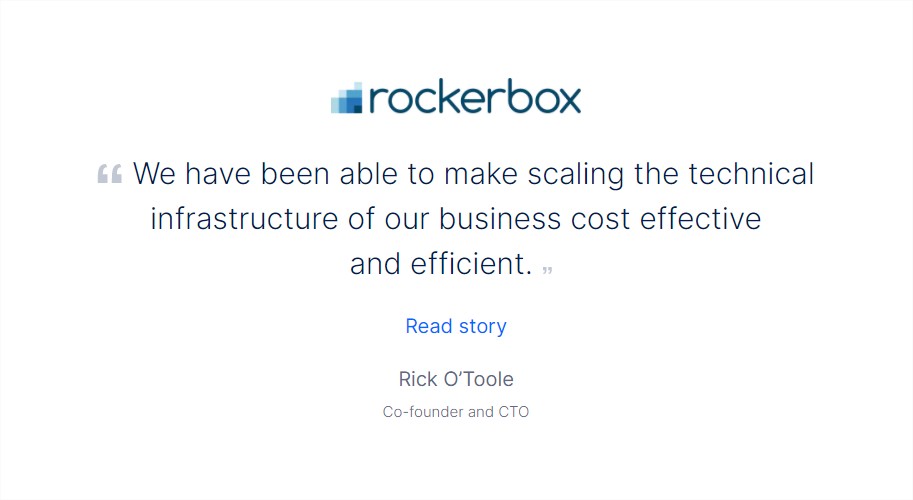 rockerbox
“ We have been able to make scaling the technical
infrastructure of our business cost effective
and efficient. ”
Read story
Rick O’Toole
Co-founder and CTO